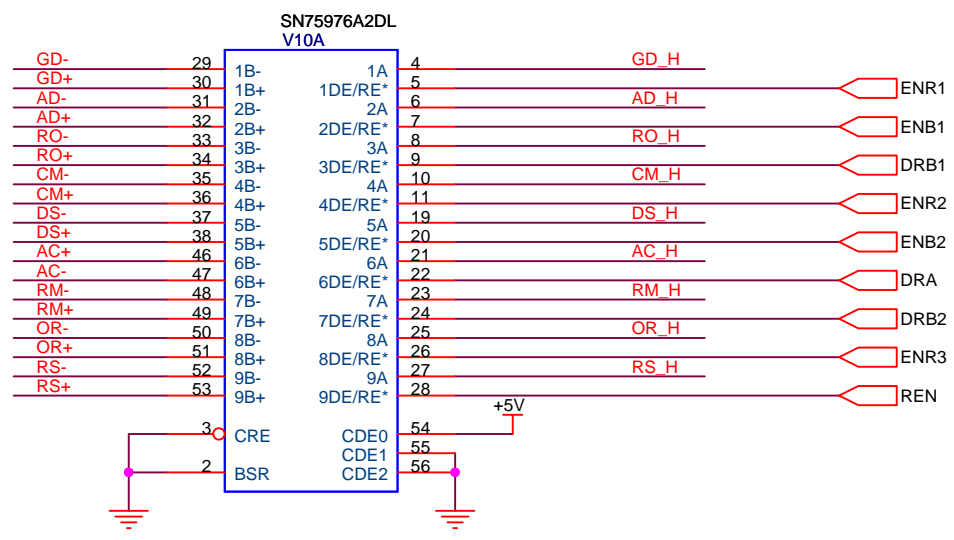 SN75976A2DL
V10A
GD- 29 1B- 1A 4 GD_H
GD+ 30 1B+ 1DE/RE* 5 ENR1
AD- 31 2B- 2A 6 AD_H
AD+ 32 2B+ 2DE/RE* 7 ENB1
RO- 33 3B- 3A 8 RO_H
RO+ 34 3B+ 3DE/RE* 9 DRB1
CM- 35 4B- 4A 10 CM_H
CM+ 36 4B+ 4DE/RE* 11 ENR2
DS- 37 5B- 5A 19 DS_H
DS+ 38 5B+ 5DE/RE* 20 ENB2
AC+ 46 6B- 6A 21 AC_H
AC- 47 6B+ 6DE/RE* 22 DRA
RM- 48 7B- 7A 23 RM_H
RM+ 49 7B+ 7DE/RE* 24 DRB2
OR- 50 8B- 8A 25 OR_H
OR+ 51 8B+ 8DE/RE* 26 ENR3
RS- 52 9B- 9A 27 RS_H
RS+ 53 9B+ 9DE/RE* 28 REN
+5V
3 CRE CDE0 54
CDE1 55
2 BSR CDE2 56